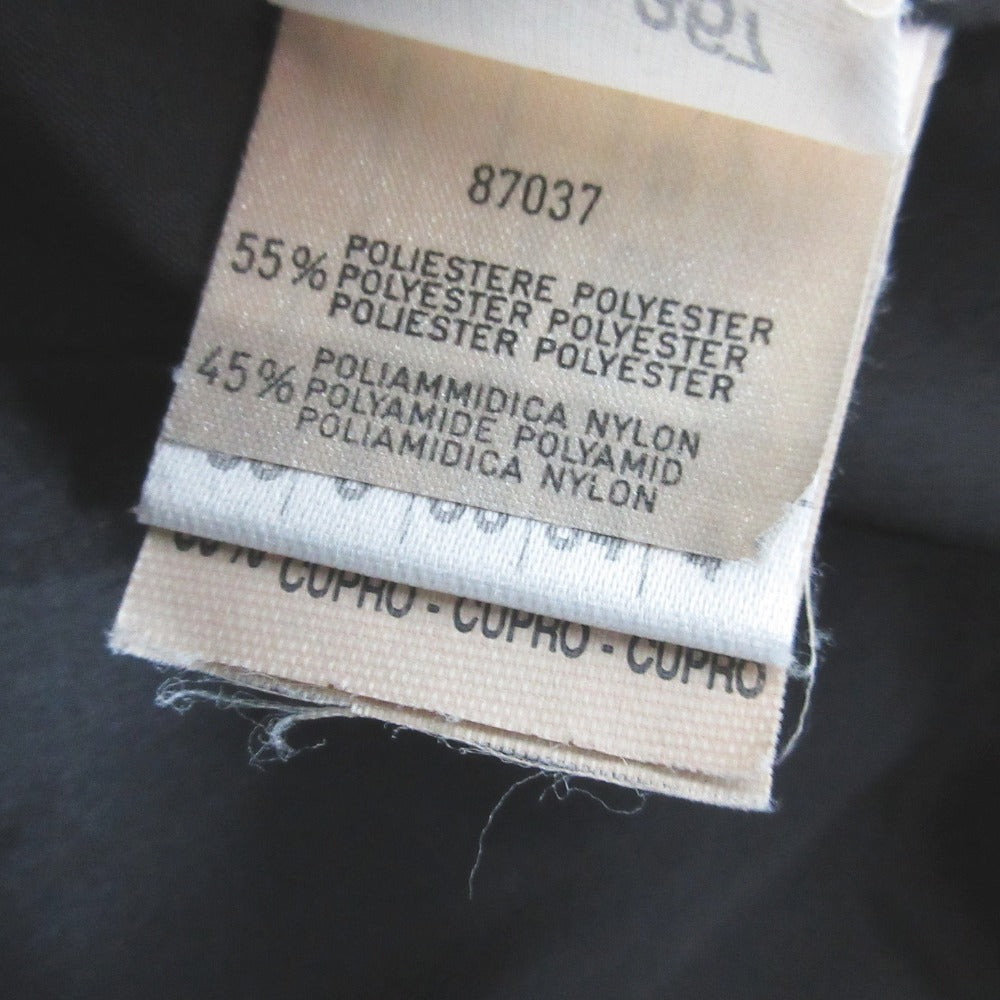 87037
55% POLIESTERE POLYESTER
POLYESTER POLYESTER
POLIESTER POLYESTER
45% POLIAMMIDICA NYLON
POLYAMIDE POLYAMID
POLIAMIDICA NYLON
CUPRO - CUPRO - CUPRO